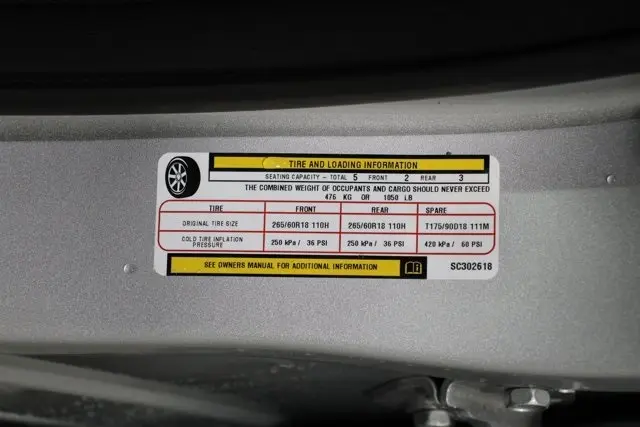 TIRE AND LOADING INFORMATION
SEATING CAPACITY - TOTAL 5 FRONT 2 REAR 3
THE COMBINED WEIGHT OF OCCUPANTS AND CARGO SHOULD NEVER EXCEED
476 KG OR 1050 LB
TIRE FRONT REAR SPARE
ORIGINAL TIRE SIZE 265/60R18 110H 265/60R18 110H T175/90D18 111M
COLD TIRE INFLATION PRESSURE 250 kPa / 36 PSI 250 kPa / 36 PSI 420 kPa / 60 PSI
SEE OWNERS MANUAL FOR ADDITIONAL INFORMATION
SC302618